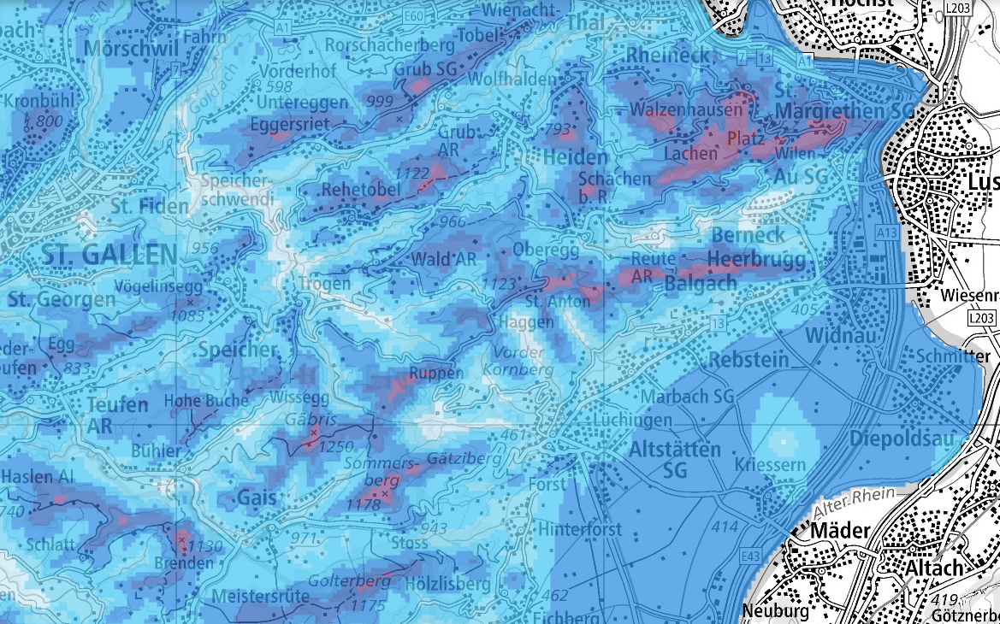 Höchst
L203
Wienacht-
Tobel
E60
Thal
A1
Fahrn
Mörschwil
Rorschacherberg
Rheineck
7
13
A1
Goldach
7
Vorderhof
598
Grub SG
Wolfhalden
St.
Margrethen SG
Kronbühl
800
Untereggen
999
Eggersriet
Walzenhausen
793
Platz
Grub
AR
Lachen
Wilen
Heiden
Au SG
Speicher-
schwendi
1122
Rehetobel
Schachen
b. R
St. Fiden
966
Berneck
A13
ST. GALLEN
956
Wald AR
Oberegg
Reute
AR
Heerbrugg
Balgach
Vögelinsegg
Trogen
1123
St. Anton
St. Georgen
1083
Haggen
405
L203
13
Widnau
Egg
833
Speicher
Vorder
Kornberg
Rebstein
Schmitter
Ruppen
Teufen
AR
Hohe Buche
Wissegg
Marbach SG
Gäbris
1250
Lüchingen
461
Bühler
Altstätten
SG
Diepoldsau
Sommers-
berg
Gätziberg
Kriessern
Haslen AI
740
Gais
1178
Forst
Alter Rhein
943
Stoss
Hinterforst
414
Mäder
Schlatt
1130
Brenden
971
E43
Altach
Meistersrüte
Golterberg
1175
Hölzlisberg
462
Eichberg
Neuburg
419